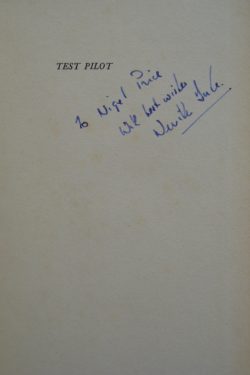 TEST PILOT
To Nigel Price
With best wishes
Neville Duke.